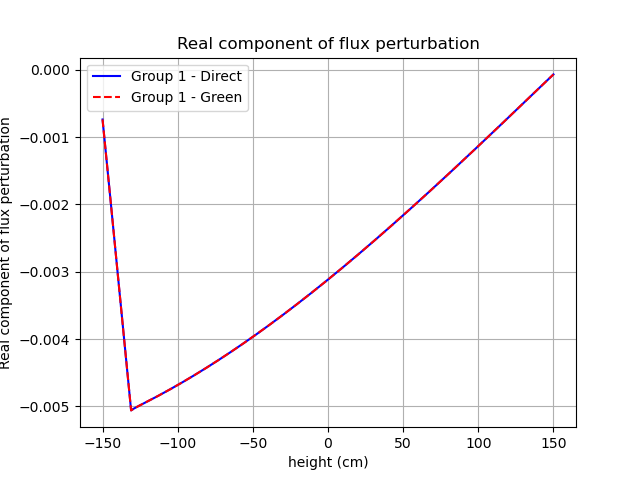 Real component of flux perturbation
Group 1 - Direct
Group 1 - Green
0.000
−0.001
−0.002
−0.003
−0.004
−0.005
Real component of flux perturbation
−150
−100
−50
0
50
100
150
height (cm)